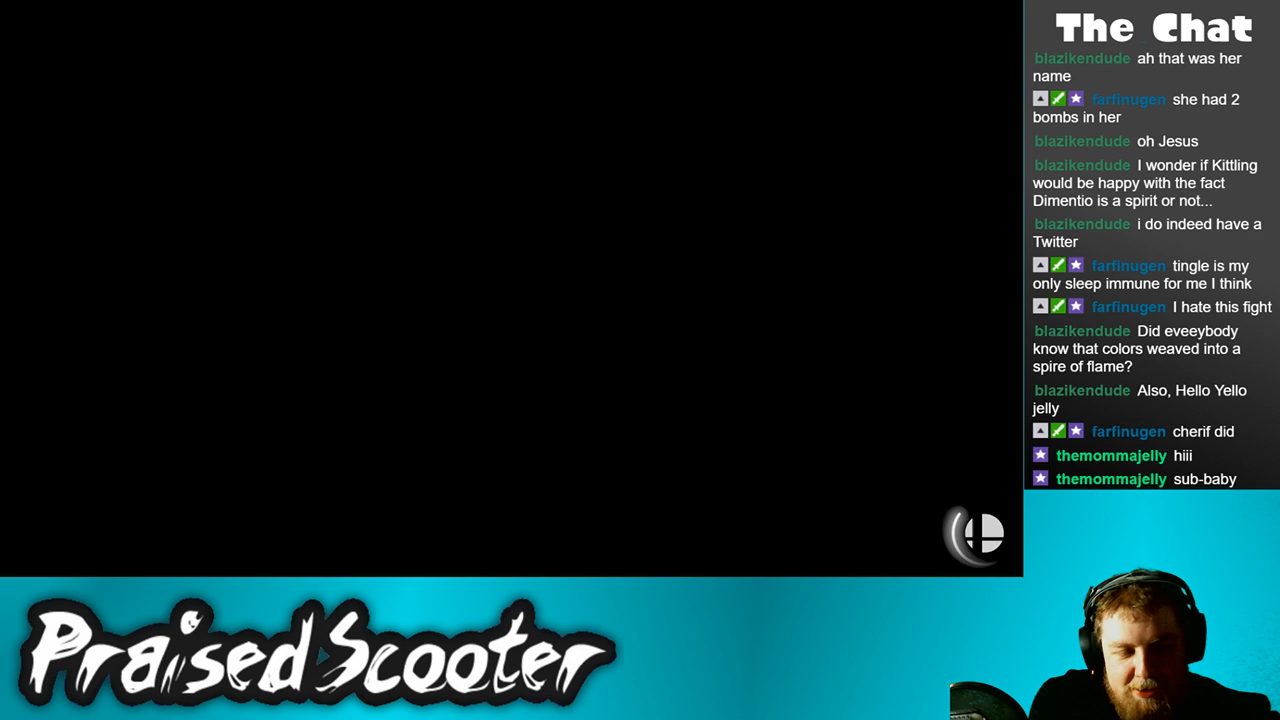 The Chat
blazikendude ah that was her
name
farfinugen she had 2
bombs in her
blazikendude oh Jesus
blazikendude I wonder if Kittling
would be happy with the fact
Dimentio is a spirit or not...
blazikendude i do indeed have a
Twitter
farfinugen tingle is my
only sleep immune for me I think
farfinugen I hate this fight
blazikendude Did eveeybody
know that colors weaved into a
spire of flame?
blazikendude Also, Hello Yello
jelly
farfinugen cherif did
themommajelly hiii
themommajelly sub-baby
PraisedScooter